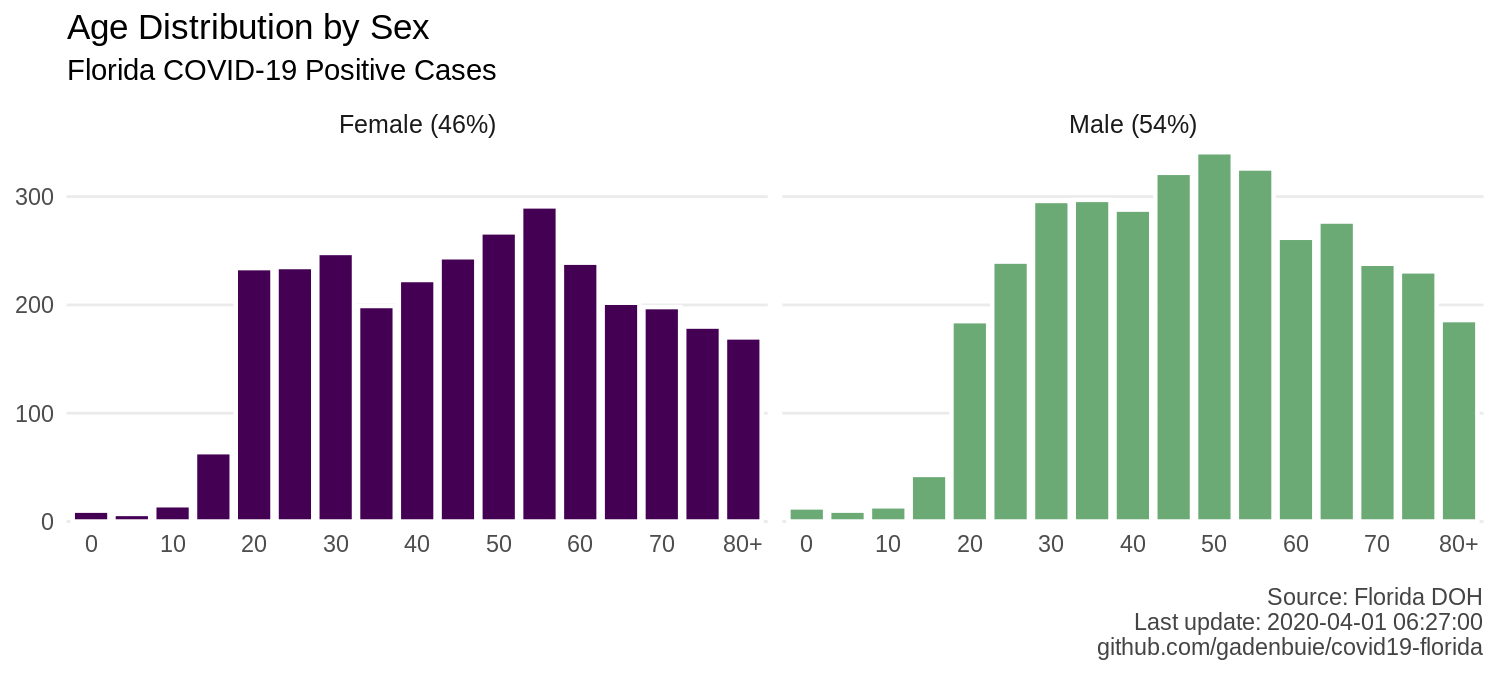 Age Distribution by Sex
Florida COVID-19 Positive Cases
Female (46%)
Male (54%)
300
200
100
0
0 10 20 30 40 50 60 70 80+
0 10 20 30 40 50 60 70 80+
Source: Florida DOH
Last update: 2020-04-01 06:27:00
github.com/gadenbuie/covid19-florida